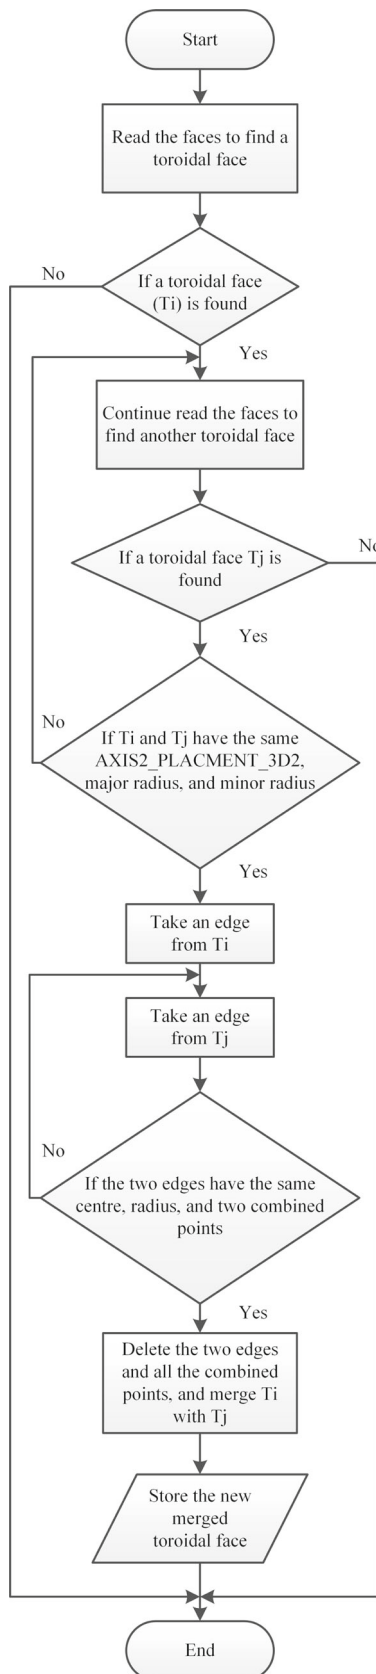 Start
Read the faces to find a
toroidal face
No
If a toroidal face
(Ti) is found
Yes
Continue read the faces to
find another toroidal face
No
If a toroidal face Tj is
found
Yes
No
If Ti and Tj have the same
AXIS2_PLACMENT_3D2,
major radius, and minor radius
Yes
Take an edge
from Ti
Take an edge
from Tj
No
If the two edges have the same
centre, radius, and two combined
points
Yes
Delete the two edges
and all the combined
points, and merge Ti
with Tj
Store the new
merged
toroidal face
End